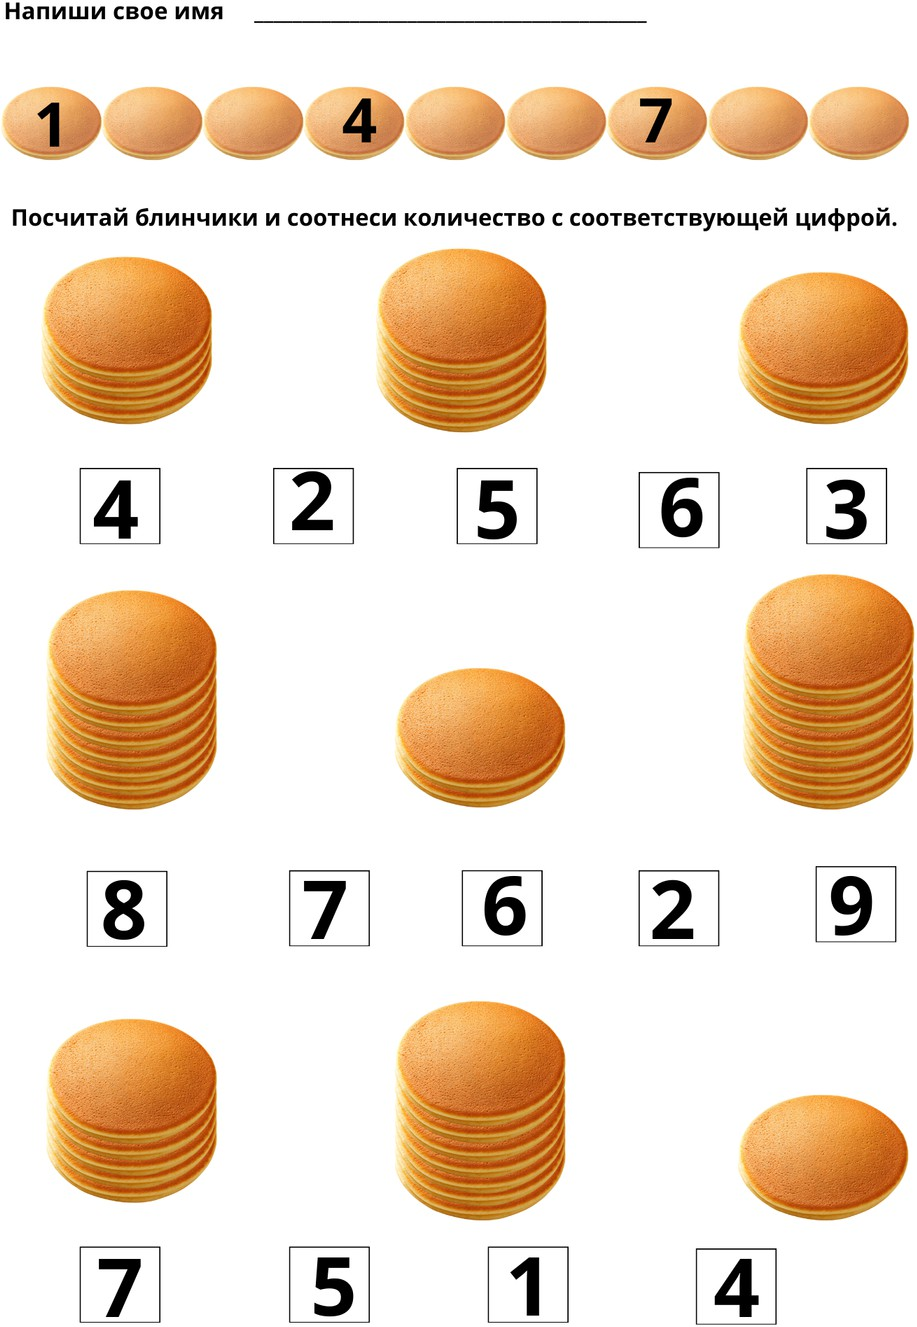 Напиши свое имя ______________________________
1 4 7
Посчитай блинчики и соотнеси количество с соответствующей цифрой.
4 2 5 6 3
8 7 6 2 9
7 5 1 4